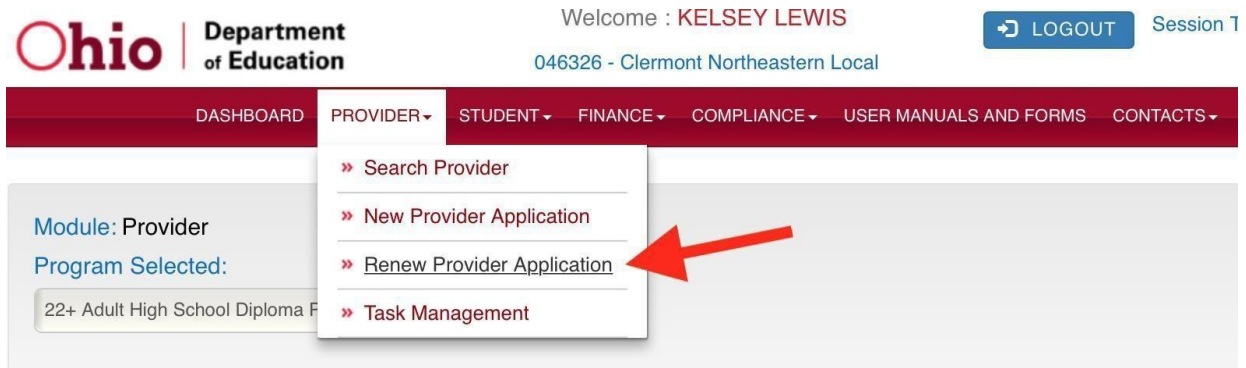 Ohio Department of Education
Welcome : KELSEY LEWIS
046326 - Clermont Northeastern Local
LOGOUT
Session
DASHBOARD PROVIDER STUDENT FINANCE COMPLIANCE USER MANUALS AND FORMS CONTACTS
» Search Provider
» New Provider Application
» Renew Provider Application
» Task Management
Module: Provider
Program Selected:
22+ Adult High School Diploma